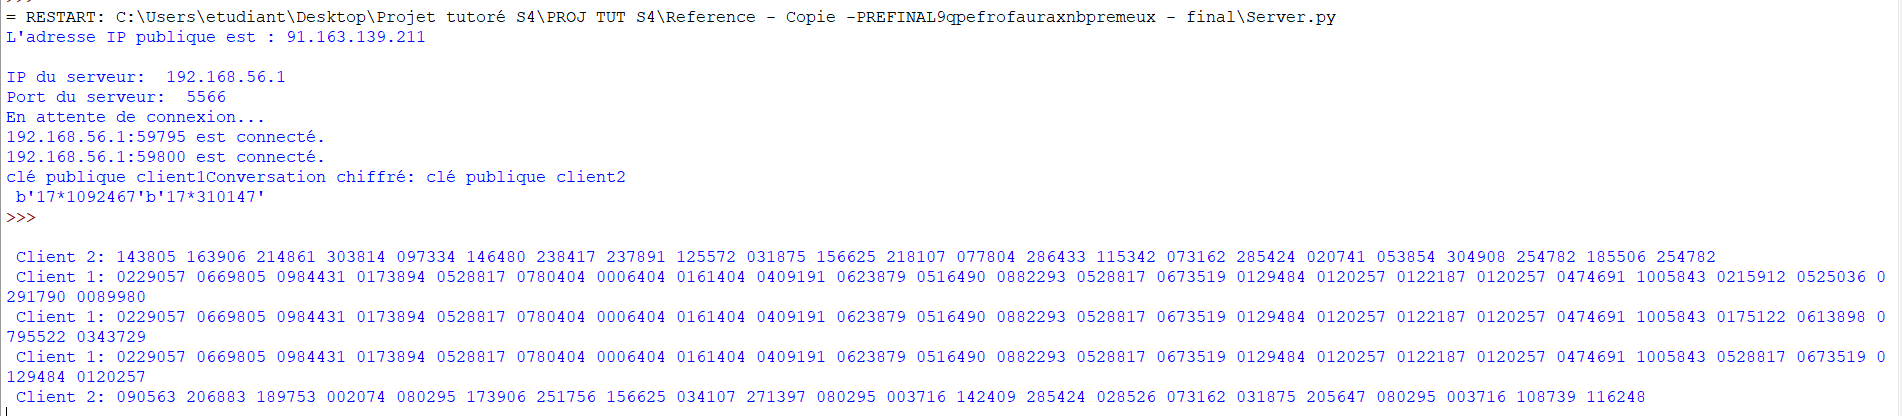 = RESTART: C:\Users\etudiant\Desktop\Projet tutoré S4\PROJ TUT S4\Reference - Copie -PREFINAL9qpefrofauraxnbpremeux - final\Server.py
L'adresse IP publique est : 91.163.139.211
IP du serveur:  192.168.56.1
Port du serveur:  5566
En attente de connexion...
192.168.56.1:59795 est connecté.
192.168.56.1:59800 est connecté.
clé publique client1Conversation chiffré: clé publique client2
b'17*1092467'b'17*310147'
>>>
Client 2: 143805 163906 214861 303814 097334 146480 238417 237891 125572 031875 156625 218107 077804 286433 115342 073162 285424 020741 053854 304908 254782 185506 254782
Client 1: 0229057 0669805 0984431 0173894 0528817 0780404 0006404 0161404 0409191 0623879 0516490 0882293 0528817 0673519 0129484 0120257 0122187 0120257 0474691 1005843 0215912 0525036 0
291790 0089980
Client 1: 0229057 0669805 0984431 0173894 0528817 0780404 0006404 0161404 0409191 0623879 0516490 0882293 0528817 0673519 0129484 0120257 0122187 0120257 0474691 1005843 0175122 0613898 0
795522 0343729
Client 1: 0229057 0669805 0984431 0173894 0528817 0780404 0006404 0161404 0409191 0623879 0516490 0882293 0528817 0673519 0129484 0120257 0122187 0120257 0474691 1005843 0528817 0673519 0
129484 0120257
Client 2: 090563 206883 189753 002074 080295 173906 251756 156625 034107 271397 080295 003716 142409 285424 028526 073162 031875 205647 080295 003716 108739 116248